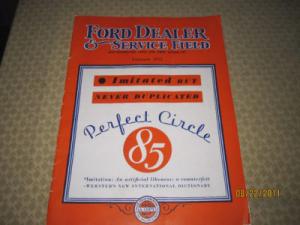 FORD DEALER
& SERVICE FIELD
Imitated BUT
NEVER DUPLICATED
Perfect Circle
85
"Imitation: An artificial likeness; a counterfeit
-WEBSTER'S NEW INTERNATIONAL DICTIONARY
08/22/2011